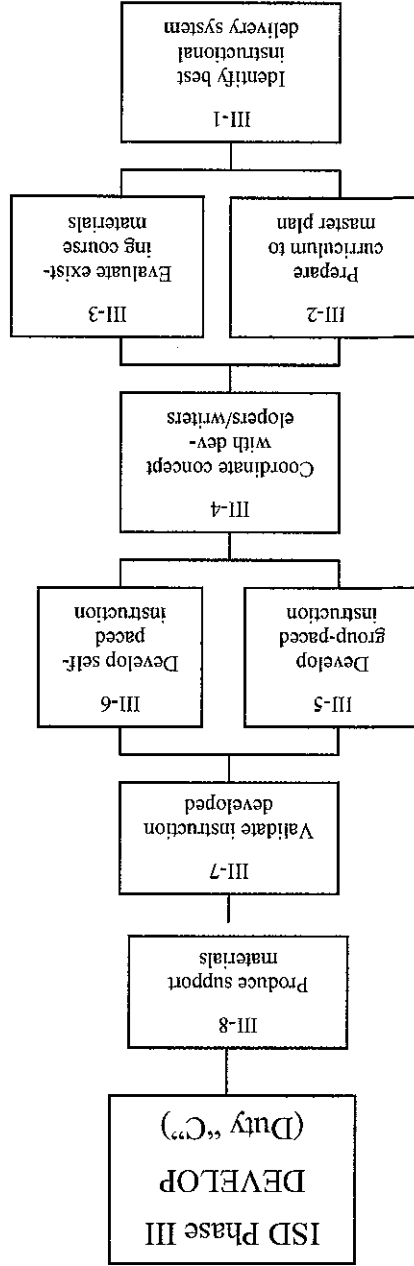 ISD Phase III
DEVELOP
(Duty “C”)
III-8
Produce support
materials
III-7
Validate instruction
developed
III-5
Develop
group-paced
instruction
III-6
Develop self-
paced
instruction
III-4
Coordinate concept
with dev-
elopers/writers
III-2
Prepare
curriculum to
master plan
III-3
Evaluate exist-
ing course
materials
III-1
Identify best
instructional
delivery system